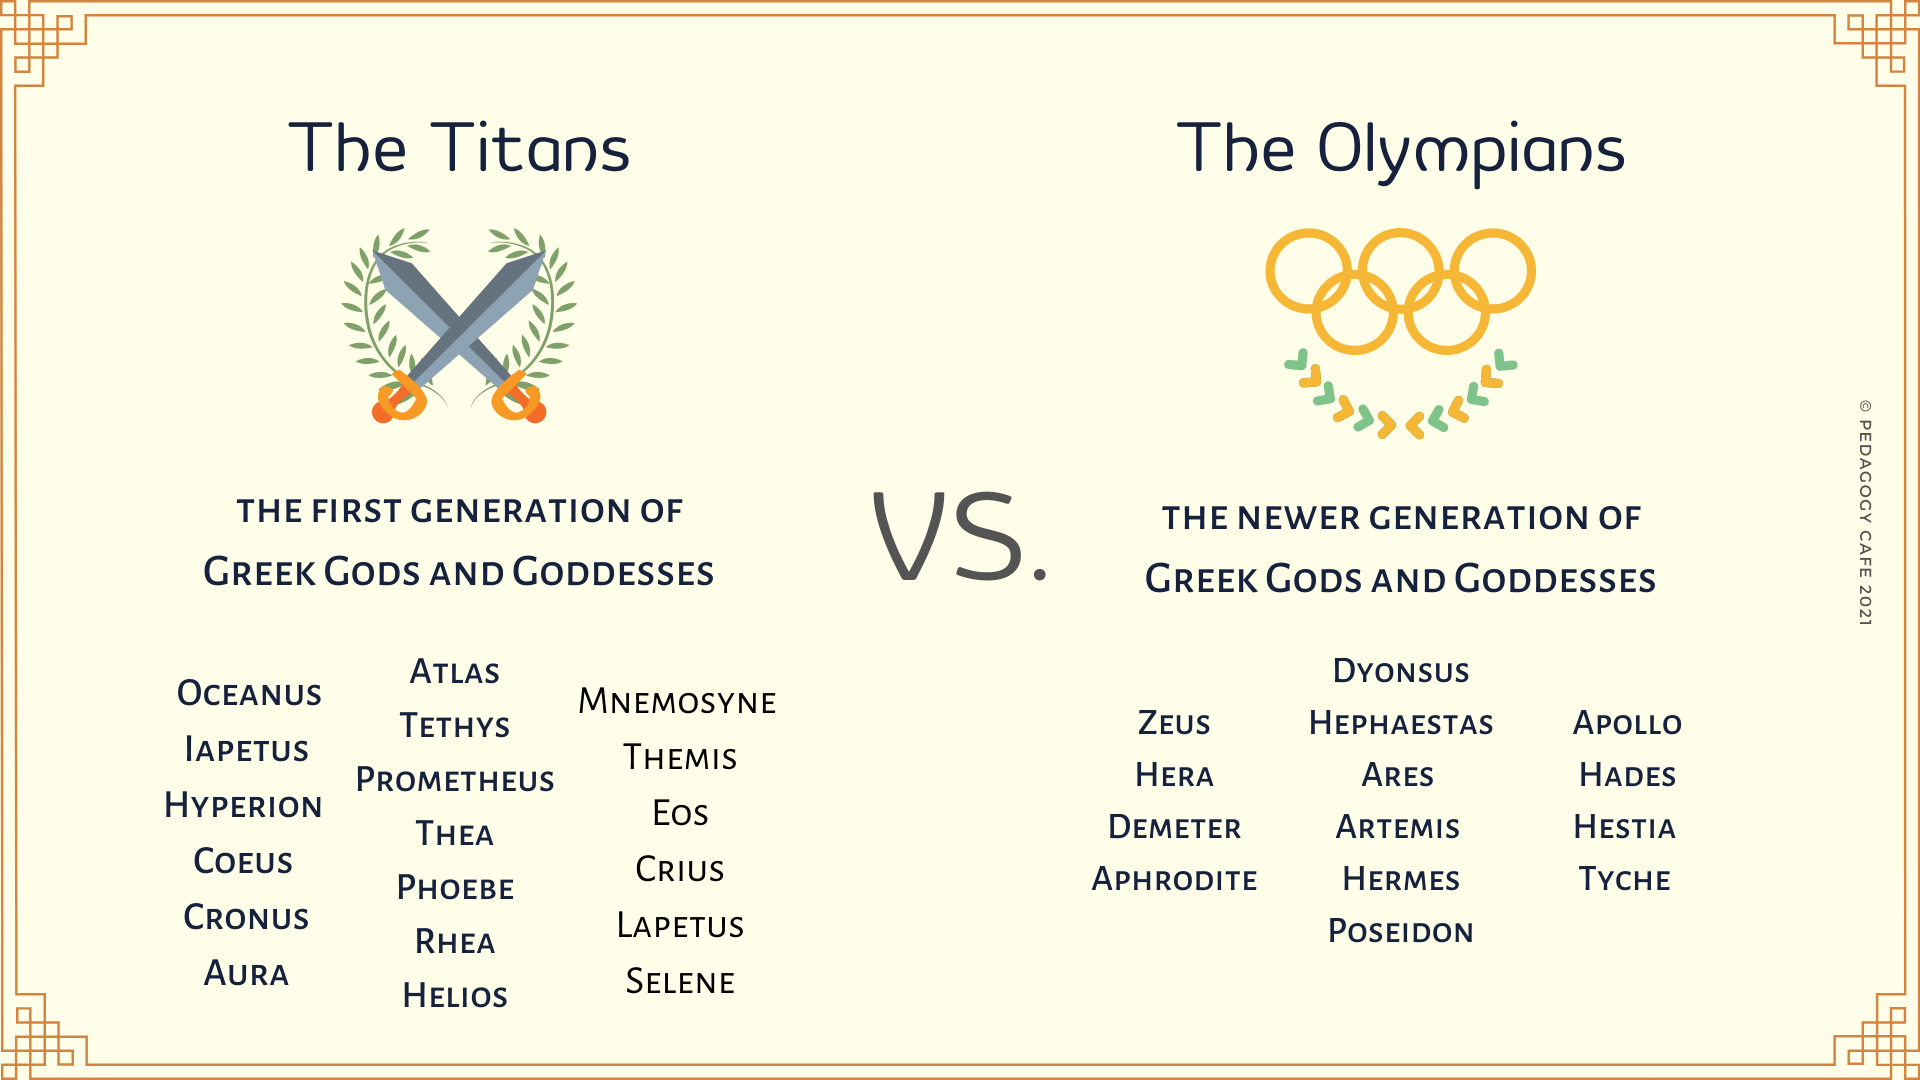 The Titans
THE FIRST GENERATION OF
GREEK GODS AND GODDESSES
OCEANUS
IAPETUS
HYPERION
COEUS
CRONUS
AURA
ATLAS
TETHYS
PROMETHEUS
THEA
PHOEBE
RHEA
HELIOS
MNEMOSYNE
THEMIS
EOS
CRIUS
LAPETUS
SELENE
VS.
The Olympians
THE NEWER GENERATION OF
GREEK GODS AND GODDESSES
ZEUS
HERA
DEMETER
APHRODITE
DYONSUS
HEPHAESTAS
ARES
ARTEMIS
HERMES
POSEIDON
APOLLO
HADES
HESTIA
TYCHE
© PEDAGOGY CAFE 2021